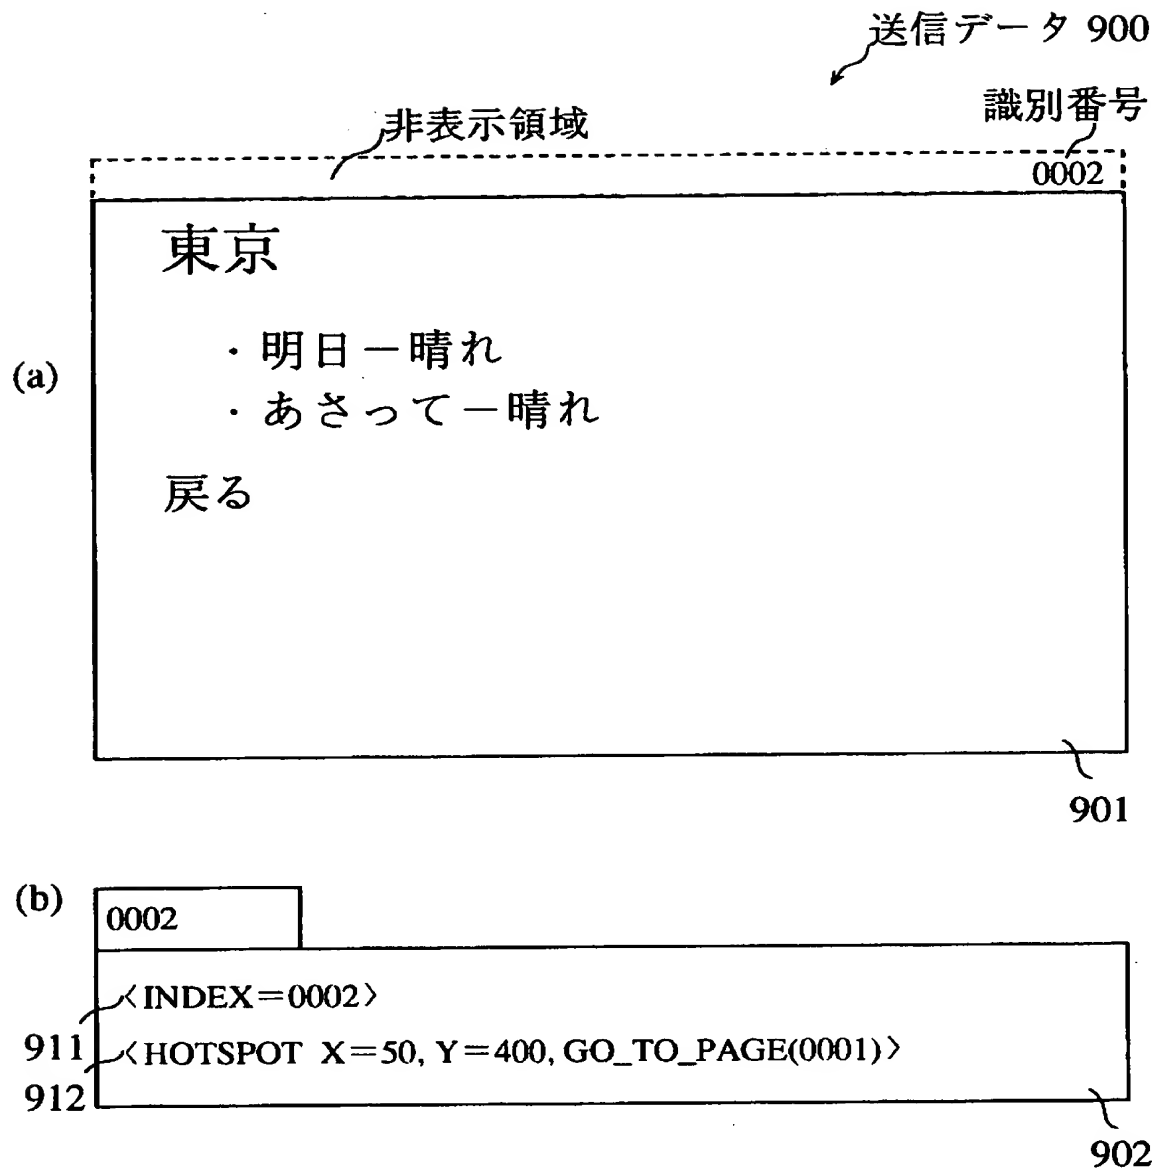 送信データ 900
識別番号
非表示領域
0002
東京
・明日－晴れ
(a)
・あさって－晴れ
戻る
901
(b)
0002
〈INDEX＝0002〉
911
〈HOTSPOT X＝50, Y＝400, GO_TO_PAGE(0001)〉
912
902